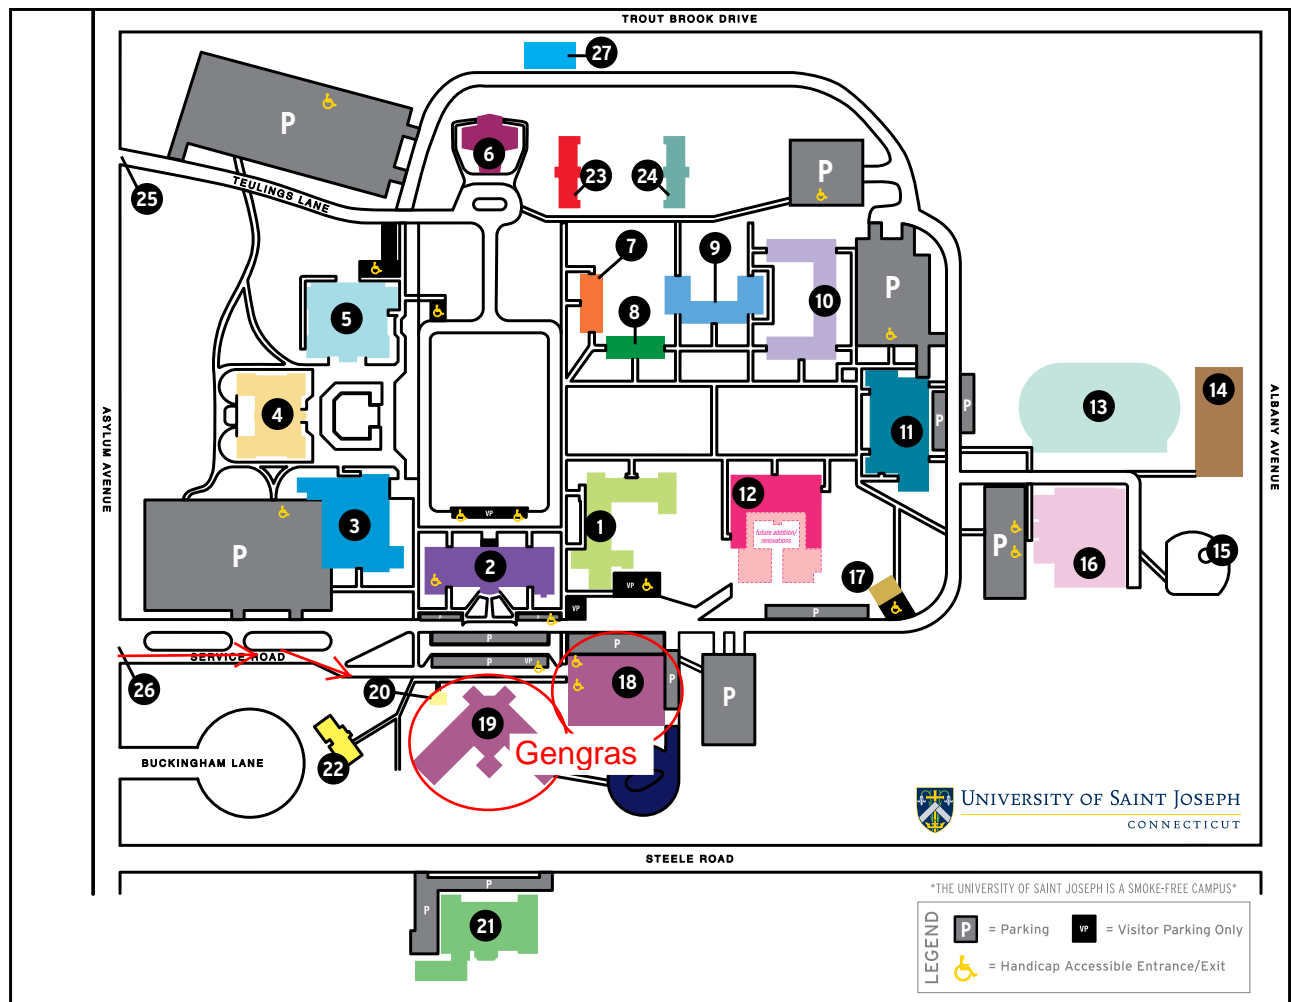 TROUT BROOK DRIVE
27
P
6
23
24
P
25
TEULINGS LANE
7
9
5
8
10
P
4
13
14
P
P
11
ASYLUM AVENUE
ALBANY AVENUE
12
VP
3
1
future addition/
renovations
P
2
P
15
16
17
VP
VP
P
P
P
SERVICE ROAD
P
VP
26
20
18
P
P
19
Gengras
22
BUCKINGHAM LANE
UNIVERSITY OF SAINT JOSEPH
CONNECTICUT
STEELE ROAD
P
P
21
*THE UNIVERSITY OF SAINT JOSEPH IS A SMOKE-FREE CAMPUS*
LEGEND
P = Parking
VP = Visitor Parking Only
= Handicap Accessible Entrance/Exit